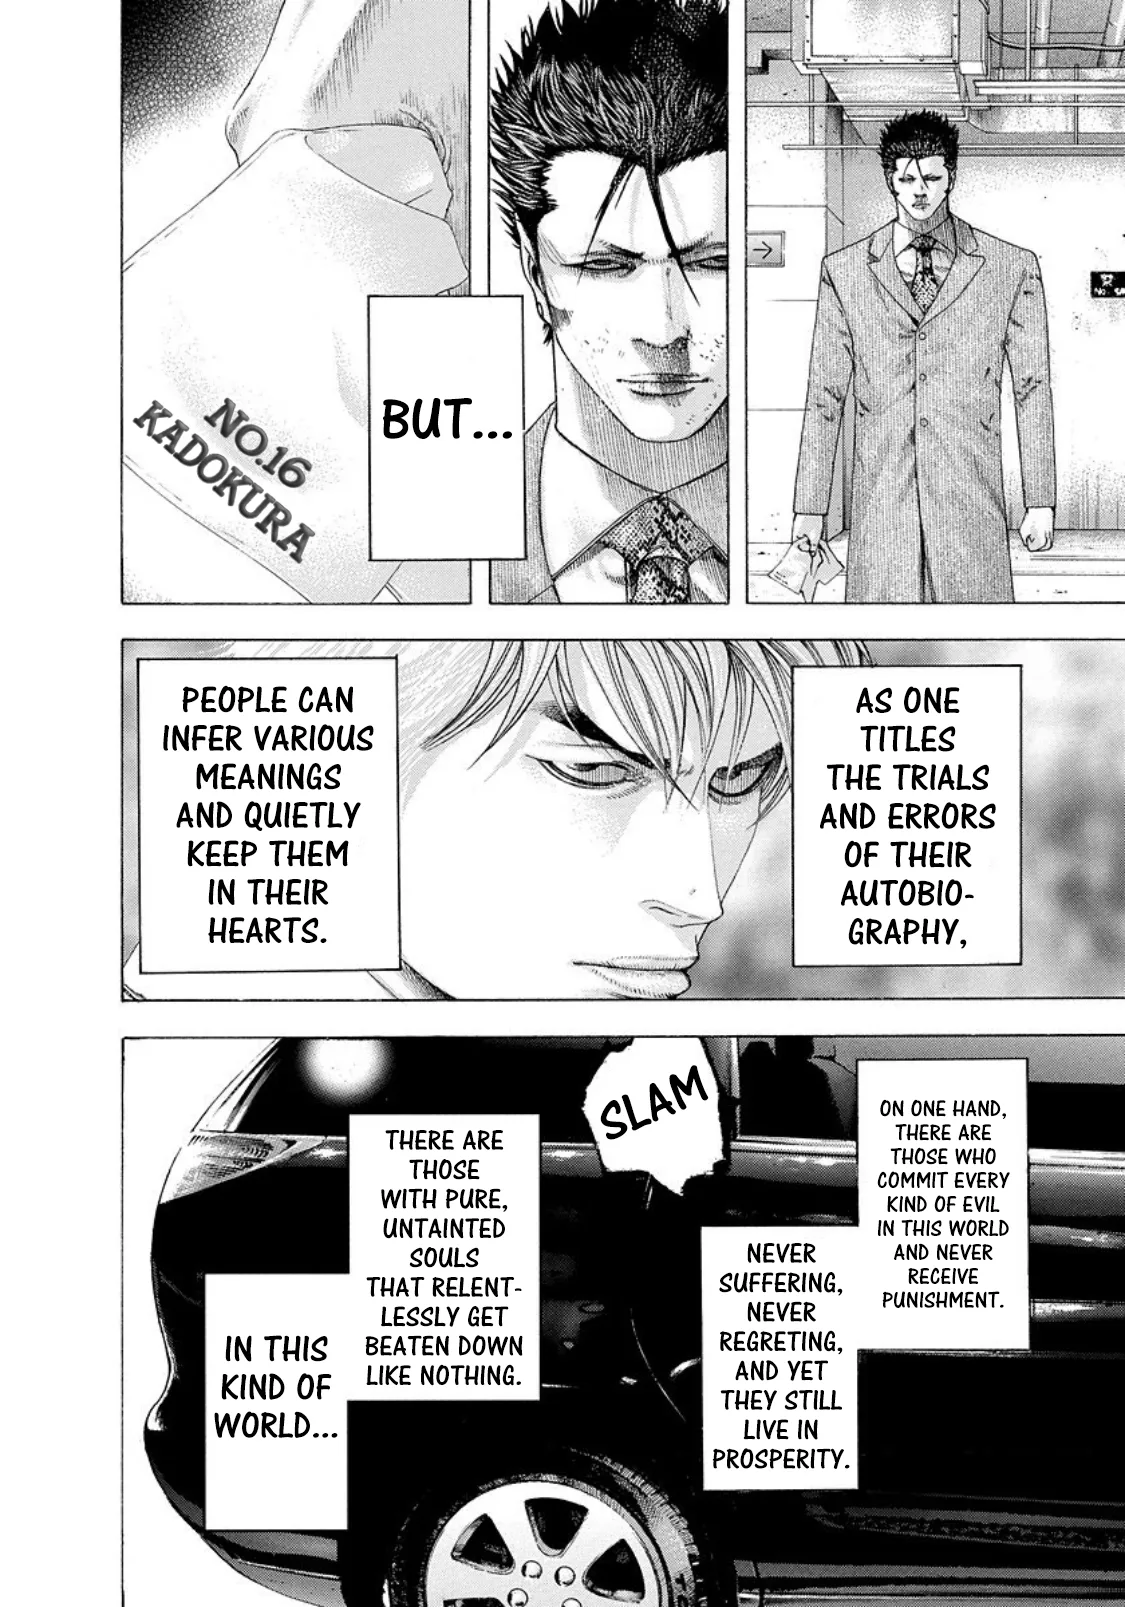 NO.16
KADOKURA
BUT...
AS ONE
TITLES
THE TRIALS
AND ERRORS
OF THEIR
AUTOBIO-
GRAPHY,
PEOPLE CAN
INFER VARIOUS
MEANINGS
AND QUIETLY
KEEP THEM
IN THEIR
HEARTS.
ON ONE HAND,
THERE ARE
THOSE WHO
COMMIT EVERY
KIND OF EVIL
IN THIS WORLD
AND NEVER
RECEIVE
PUNISHMENT.
SLAM
NEVER
SUFFERING,
NEVER
REGRETING,
AND YET
THEY STILL
LIVE IN
PROSPERITY.
THERE ARE
THOSE
WITH PURE,
UNTAINTED
SOULS
THAT RELENT-
LESSLY GET
BEATEN DOWN
LIKE NOTHING.
IN THIS
KIND OF
WORLD...